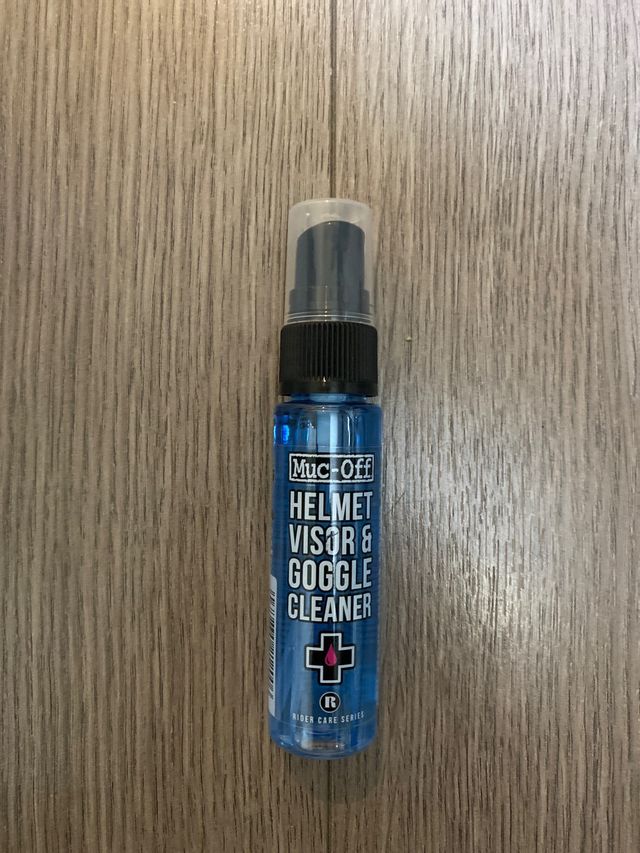 Muc-Off
HELMET
VISOR &
GOGGLE
CLEANER
R
RIDER CARE SERIES